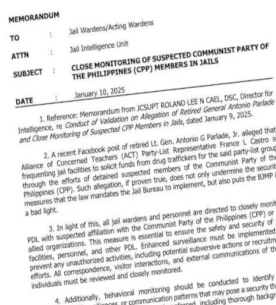 MEMORANDUM
TO : Jail Wardens/Acting Wardens
ATTN : Jail Intelligence Unit
SUBJECT : CLOSE MONITORING OF SUSPECTED COMMUNIST PARTY OF
THE PHILIPPINES (CPP) MEMBERS IN JAILS
DATE : January 10, 2025
1. Reference: Memorandum from JCSUPT ROLAND LEE N CAEL, DSC, Director for
Intelligence, re Conduct of Validation on Allegation of Retired General Antonio Parlade
and Close Monitoring of Suspected CPP Members in Jails, dated January 9, 2025.
2. A recent Facebook post of retired Lt. Gen. Antonio G Parlade, Jr. alleged that
Alliance of Concerned Teachers (ACT) Party-List Representative France L Castro is
frequenting jail facilities to solicit funds from drug traffickers for the said party-list group
through the efforts of detained suspected members of the Communist Party of the
Philippines (CPP). Such allegation, if proven true, does not only undermine the security
measures that the law mandates the Jail Bureau to implement, but also puts the BJMP in
a bad light.
3. In light of this, all jail wardens and personnel are directed to closely monit
PDL with suspected affiliation with the Communist Party of the Philippines (CPP) or
allied organizations. This measure is essential to ensure the safety and security of
facilities, personnel, and other PDL. Enhanced surveillance must be implemented
prevent any unauthorized activities, including potential subversive actions or recruitm
efforts. All correspondence, visitor interactions, and external communications of th
individuals must be reviewed and closely monitored.
4. Additionally, behavioral monitoring should be conducted to identify
or communication patterns that may pose a security
including thorough backgr